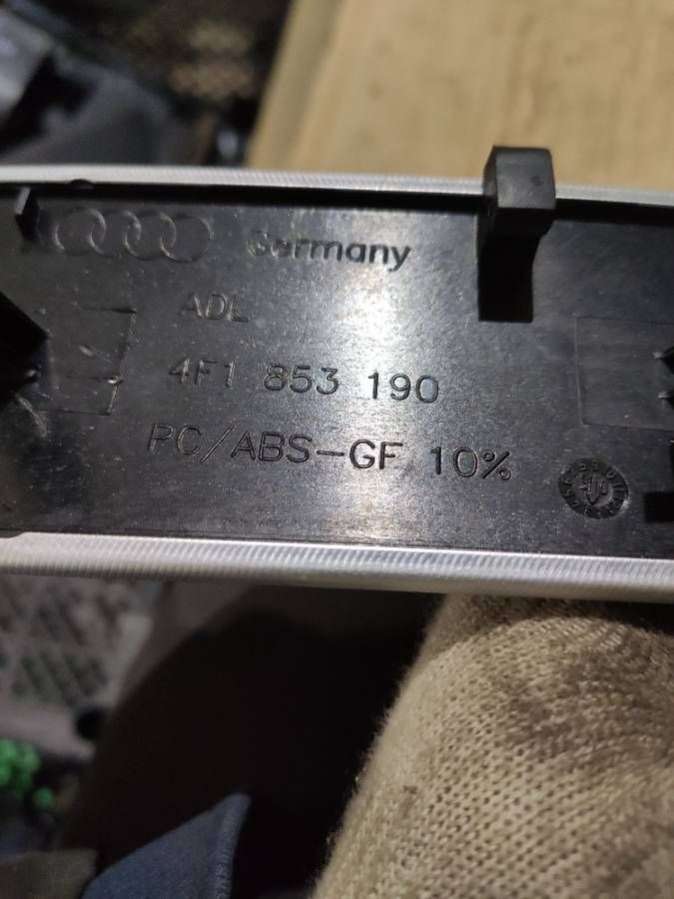 Germany
ADL
4F1 853 190
PC/ABS-GF 10%